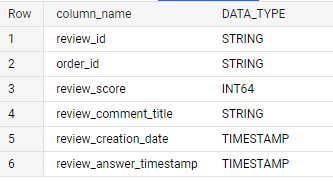 Row column_name DATA_TYPE
1 review_id STRING
2 order_id STRING
3 review_score INT64
4 review_comment_title STRING
5 review_creation_date TIMESTAMP
6 review_answer_timestamp TIMESTAMP